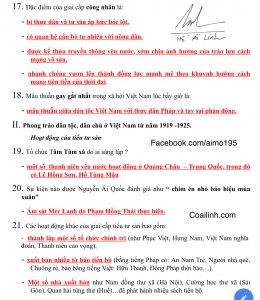 17. Đặc điểm của giai cấp công nhân là:
- bị thực dân và tư sản áp bức bóc lột.
- có quan hệ gắn bó tự nhiên với nông dân.
- được kế thừa truyền thống yêu nước, sớm chịu ảnh hưởng của trào lưu cách
mạng vô sản.
- nhanh chóng vươn lên thành động lực mạnh mẽ theo khuynh hướng cách
mạng tiên tiến của thời đại.
Hồ Ái Linh
18. Mâu thuẫn gay gắt nhất trong xã hội Việt Nam lúc bấy giờ là:
- mâu thuẫn giữa dân tộc Việt Nam với thực dân Pháp và tay sai phản động.
II. Phong trào dân tộc, dân chủ ở Việt Nam từ năm 1919 -1925.
Hoạt động của tiểu tư sản
Facebook.com/aimo195
19. Tổ chức Tâm Tâm xã do ai sáng lập ?
- một số thanh niên yêu nước hoạt động ở Quảng Châu – Trung Quốc, trong đó
có Lê Hồng Sơn, Hồ Tùng Mậu
20. Sự kiện nào được Nguyễn Ái Quốc đánh giá như “ chim én nhỏ báo hiệu mùa
xuân”
- Ám sát Méc Lanh do Phạm Hồng Thái thực hiện.
Coailinh.com
21. Các hoạt động khác của giai cấp tiểu tư sản bao gồm:
- thành lập một số tổ chức chính trị (như Phục Việt, Hưng Nam, Việt Nam nghĩa
đoàn, Thanh niên cao vọng),
- xuất bản nhiều tờ báo tiến bộ (bằng tiếng Pháp có: An Nam Trẻ, Người nhà quê,
Chuông rè, báo bằng tiếng Việt: Hữu Thanh, Đông Pháp thời báo…).
- Một số nhà xuất bản như Nam đồng thư xã (Hà Nội), Cường học thư xã (Sài
Gòn), Quan hải tùng thư (Huế)…đã phát hành nhiều sách tiến bộ.